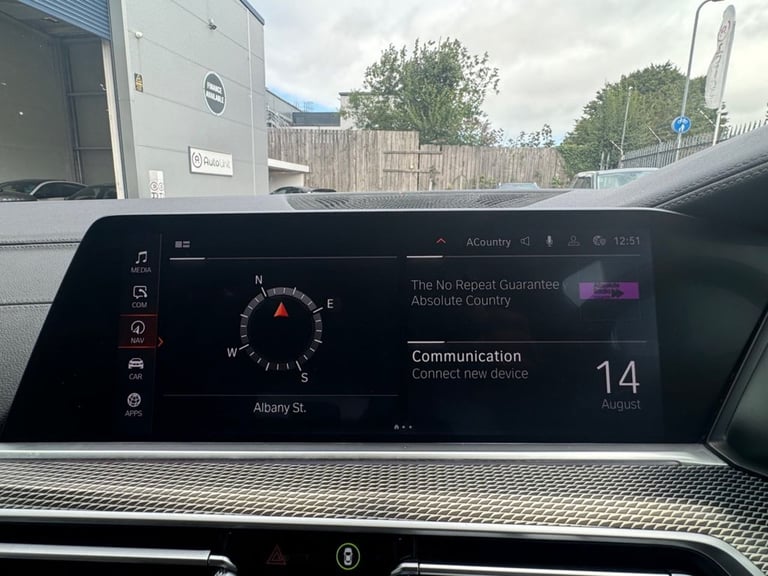 FINANCE
AVAILABLE
AutoLink
ACountry
12:51
MEDIA
COM
NAV
CAR
APPS
N
E
W
S
Albany St.
The No Repeat Guarantee
Absolute Country
Communication
Connect new device
14
August